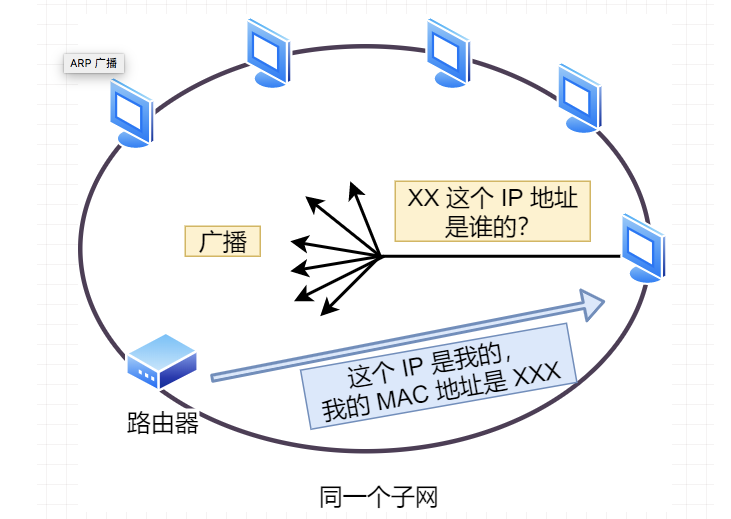 ARP 广播
XX 这个 IP 地址
是谁的？
广播
这个 IP 是我的，
我的 MAC 地址是 XXX
路由器
同一个子网